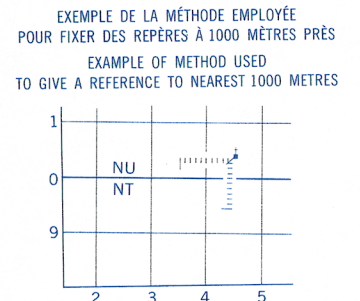 EXEMPLE DE LA MÉTHODE EMPLOYÉE
POUR FIXER DES REPÈRES À 1000 MÈTRES PRÈS
EXAMPLE OF METHOD USED
TO GIVE A REFERENCE TO NEAREST 1000 METRES
1
NU
0
NT
9
2 3 4 5